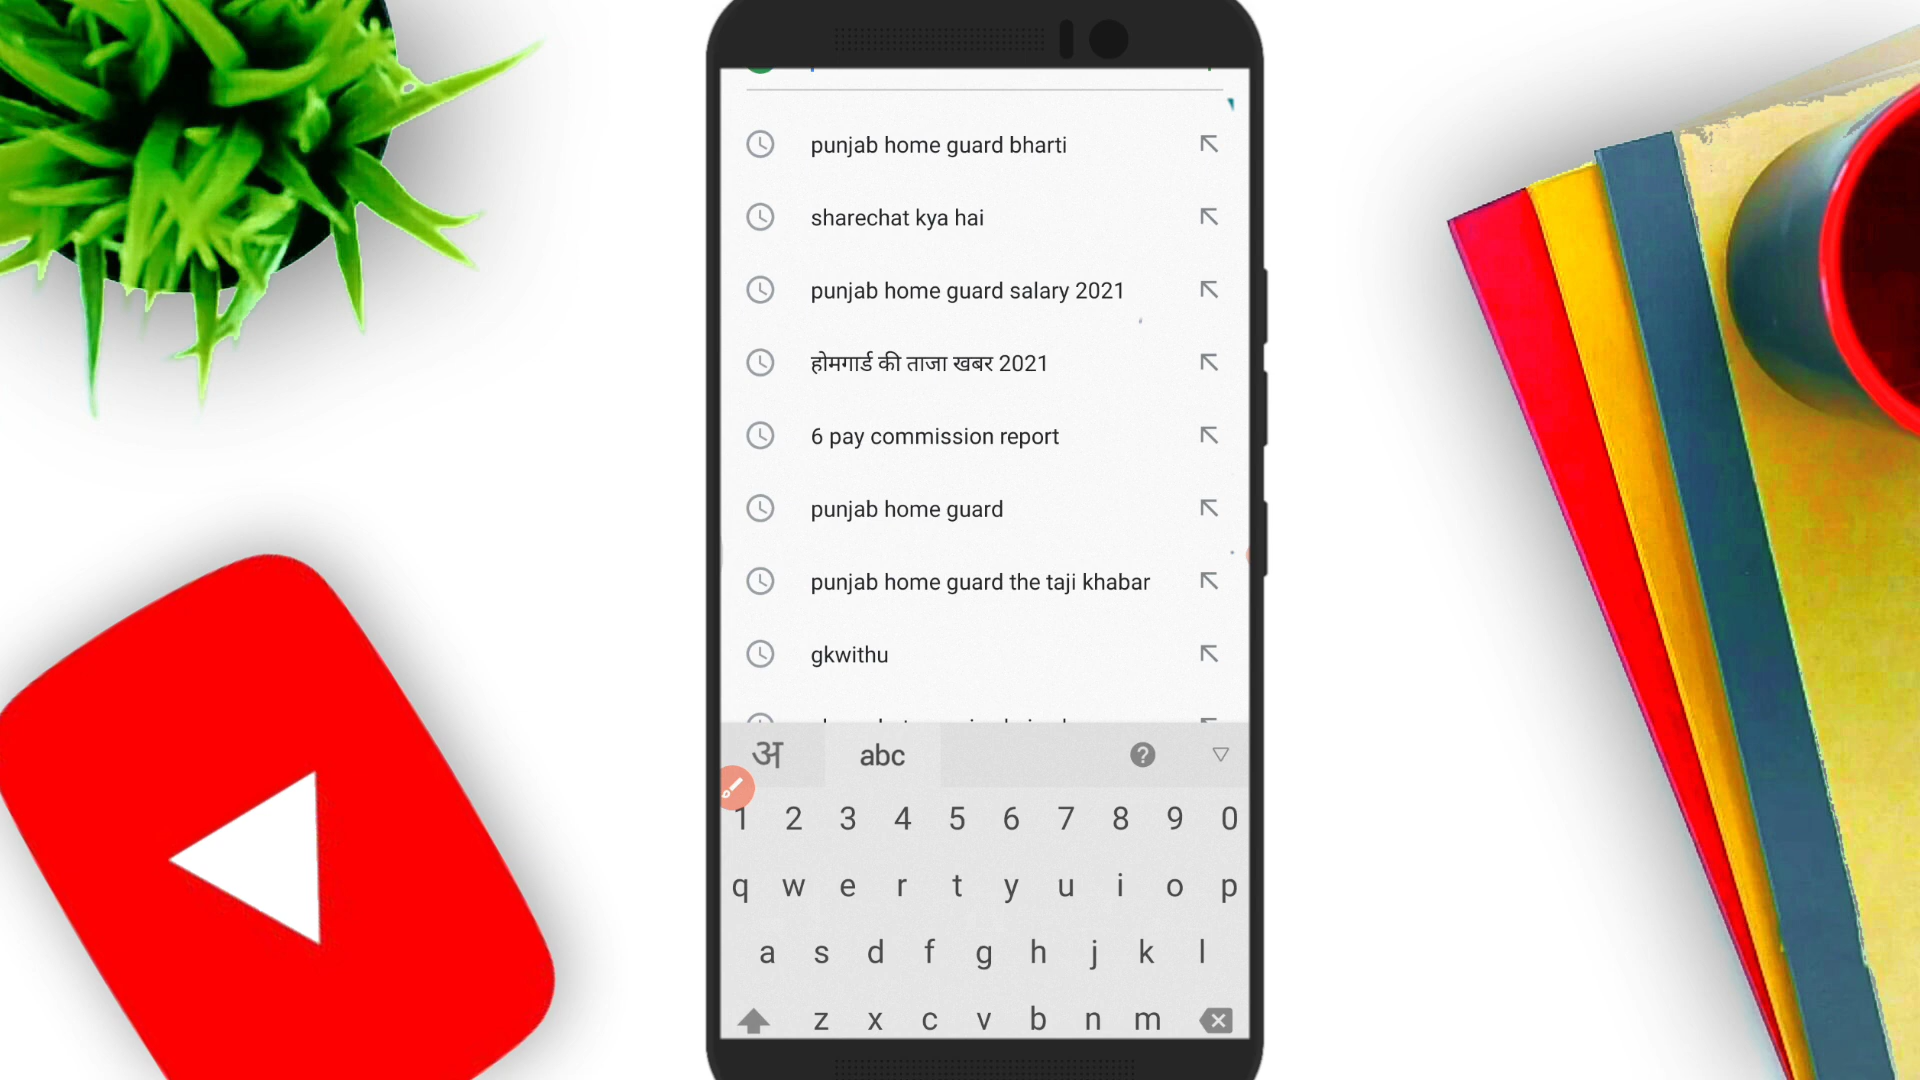 punjab home guard bharti
sharechat kya hai
punjab home guard salary 2021
होमगार्ड की ताजा खबर 2021
6 pay commission report
punjab home guard
punjab home guard the taji khabar
gkwithu
अ abc ?
1 2 3 4 5 6 7 8 9 0
q w e r t y u i o p
a s d f g h j k l
z x c v b n m